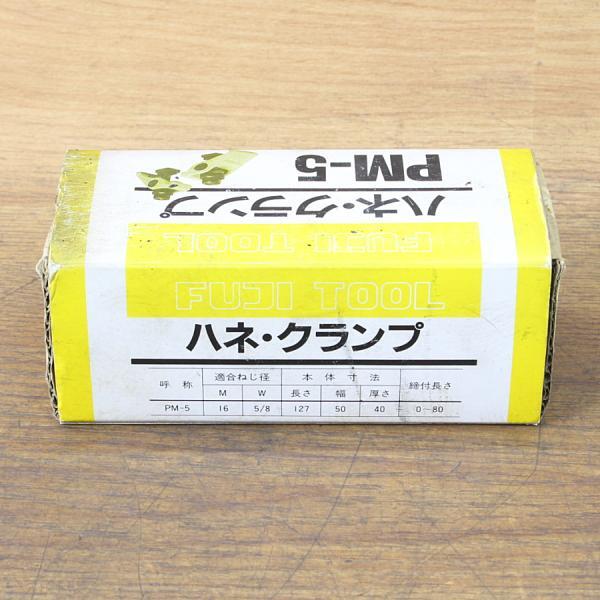 PM-5
ハネ・クランプ
FUJI TOOL
FUJI TOOL
ハネ・クランプ
呼称 適合ねじ径 本体寸法 締付長さ
M W 長さ 幅 厚さ
PM-5 16 5/8 127 50 40 0~80